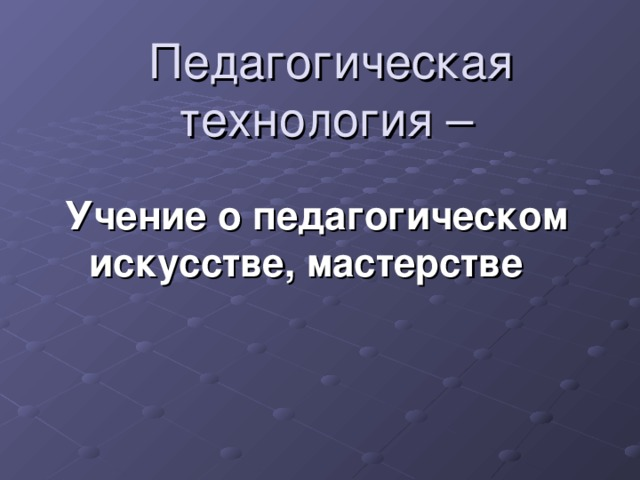 Педагогическая
технология –
Учение о педагогическом
искусстве, мастерстве